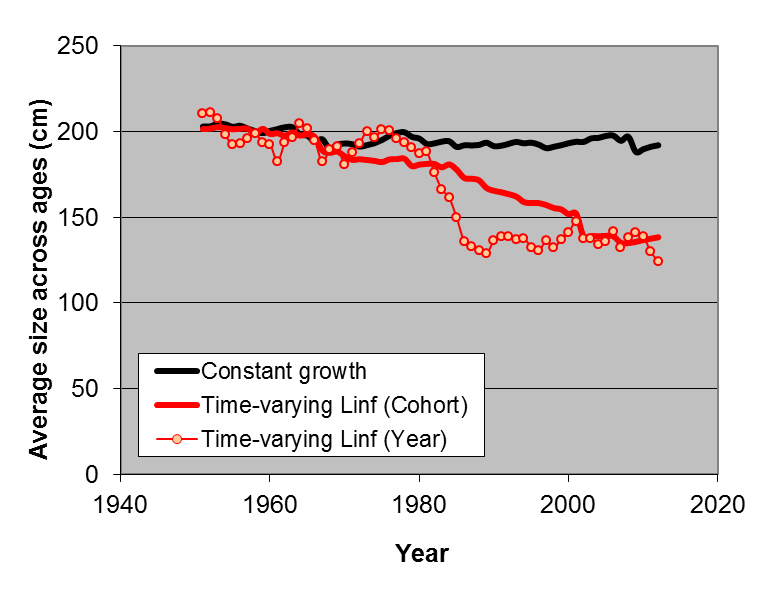 250
200
150
100
50
0
Average size across ages (cm)
Constant growth
Time-varying Linf (Cohort)
Time-varying Linf (Year)
1940 1960 1980 2000 2020
Year